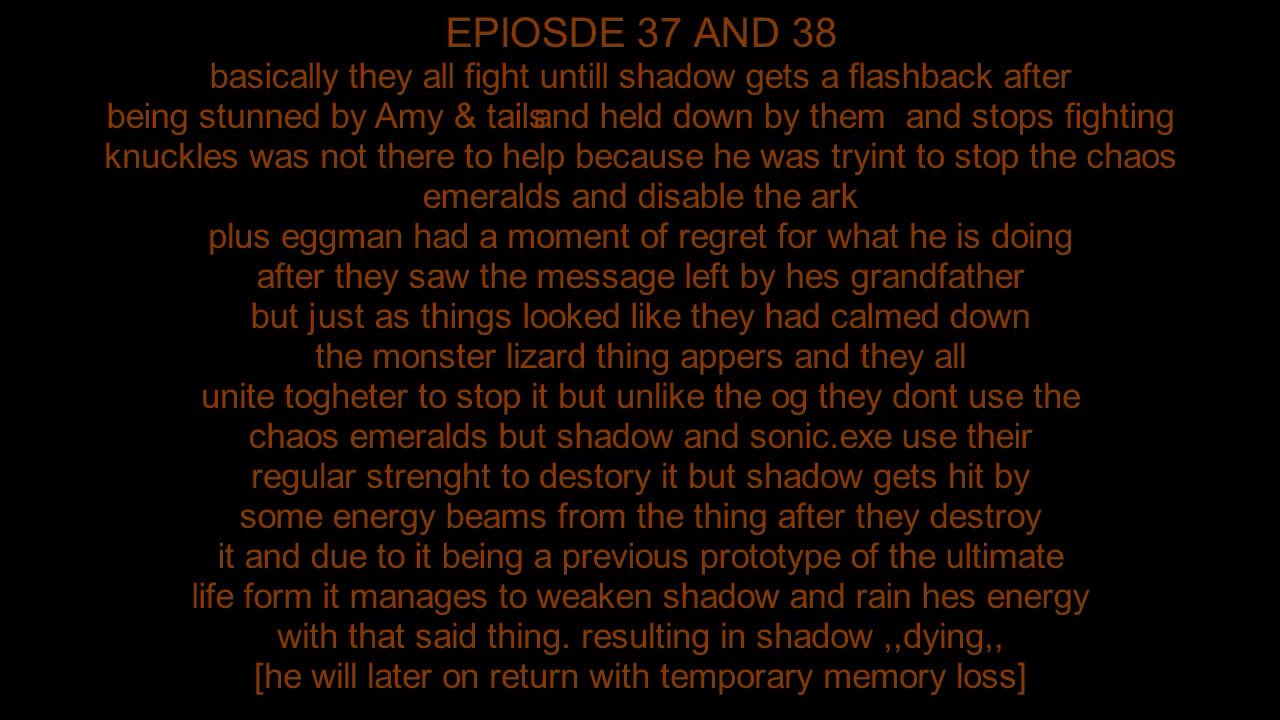 EPIOSDE 37 AND 38
basically they all fight untill shadow gets a flashback after
being stunned by Amy & tails and held down by them and stops fighting
knuckles was not there to help because he was tryint to stop the chaos
emeralds and disable the ark
plus eggman had a moment of regret for what he is doing
after they saw the message left by hes grandfather
but just as things looked like they had calmed down
the monster lizard thing appers and they all
unite togheter to stop it but unlike the og they dont use the
chaos emeralds but shadow and sonic.exe use their
regular strenght to destory it but shadow gets hit by
some energy beams from the thing after they destroy
it and due to it being a previous prototype of the ultimate
life form it manages to weaken shadow and rain hes energy
with that said thing. resulting in shadow ,,dying,,
[he will later on return with temporary memory loss]